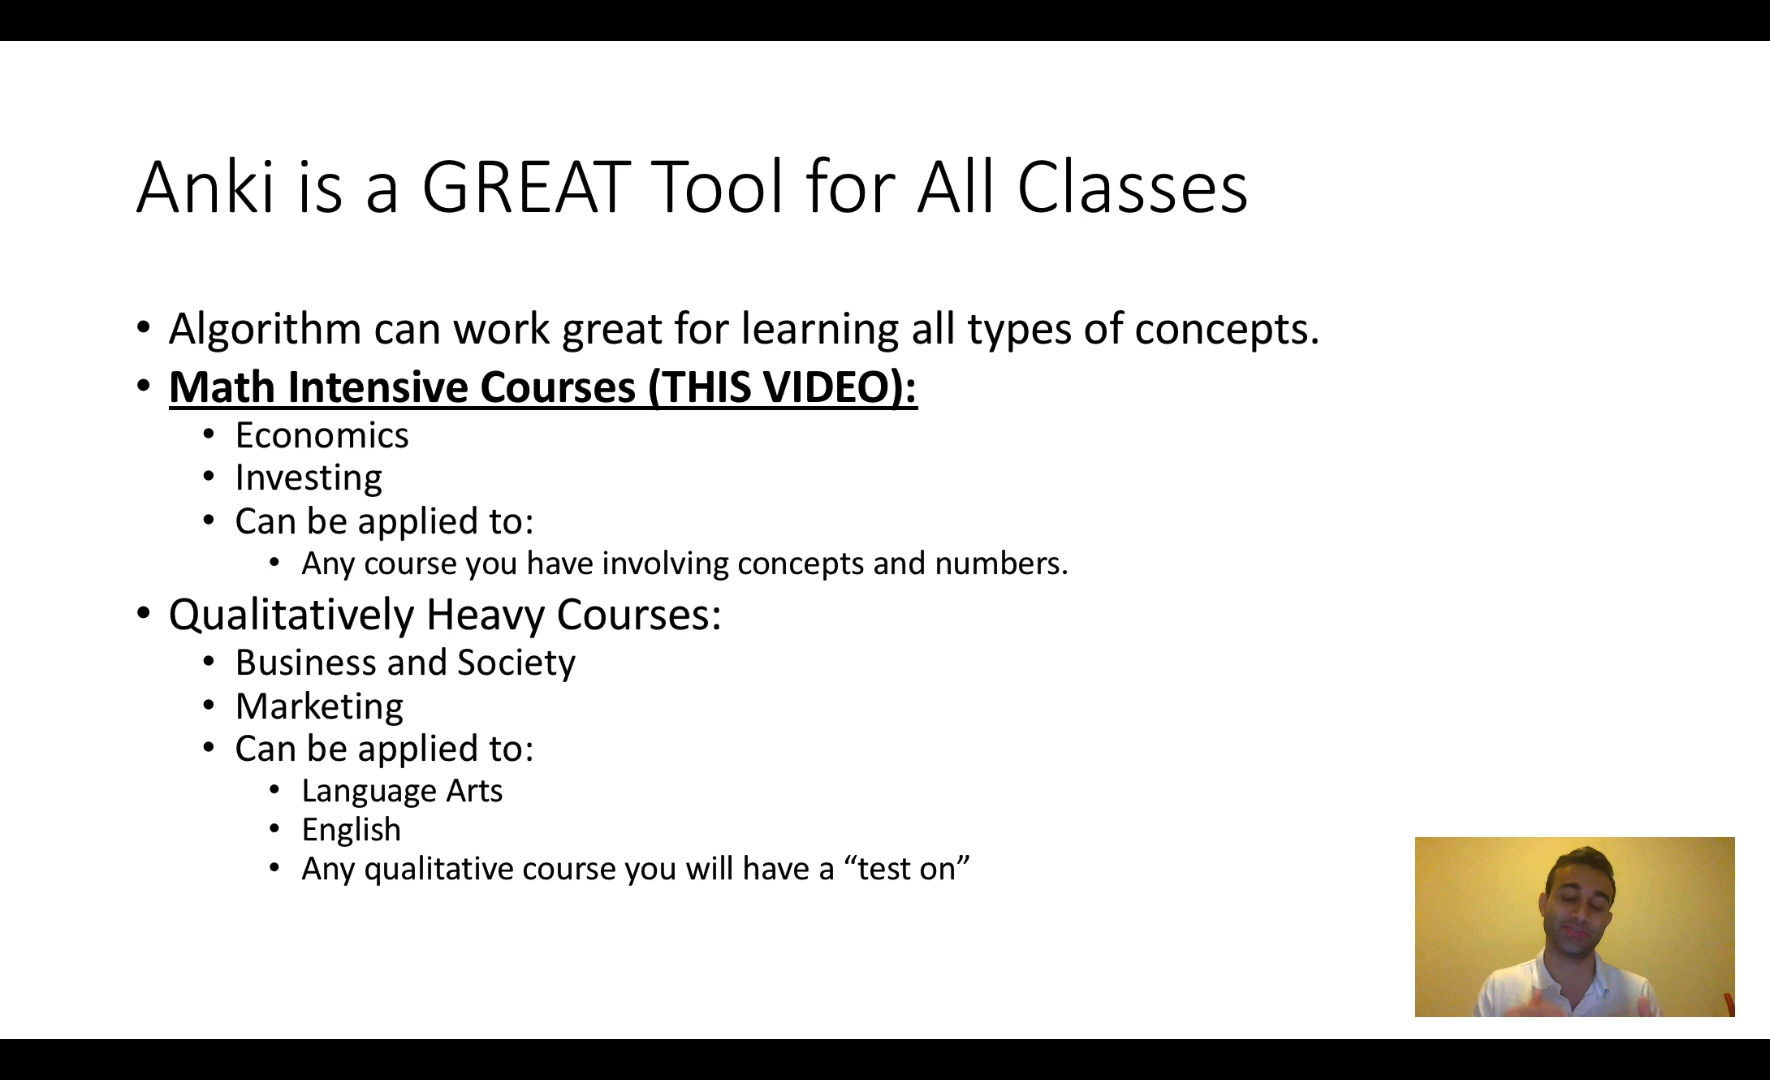 Anki is a GREAT Tool for All Classes
• Algorithm can work great for learning all types of concepts.
• Math Intensive Courses (THIS VIDEO):
• Economics
• Investing
• Can be applied to:
• Any course you have involving concepts and numbers.
• Qualitatively Heavy Courses:
• Business and Society
• Marketing
• Can be applied to:
• Language Arts
• English
• Any qualitative course you will have a “test on”